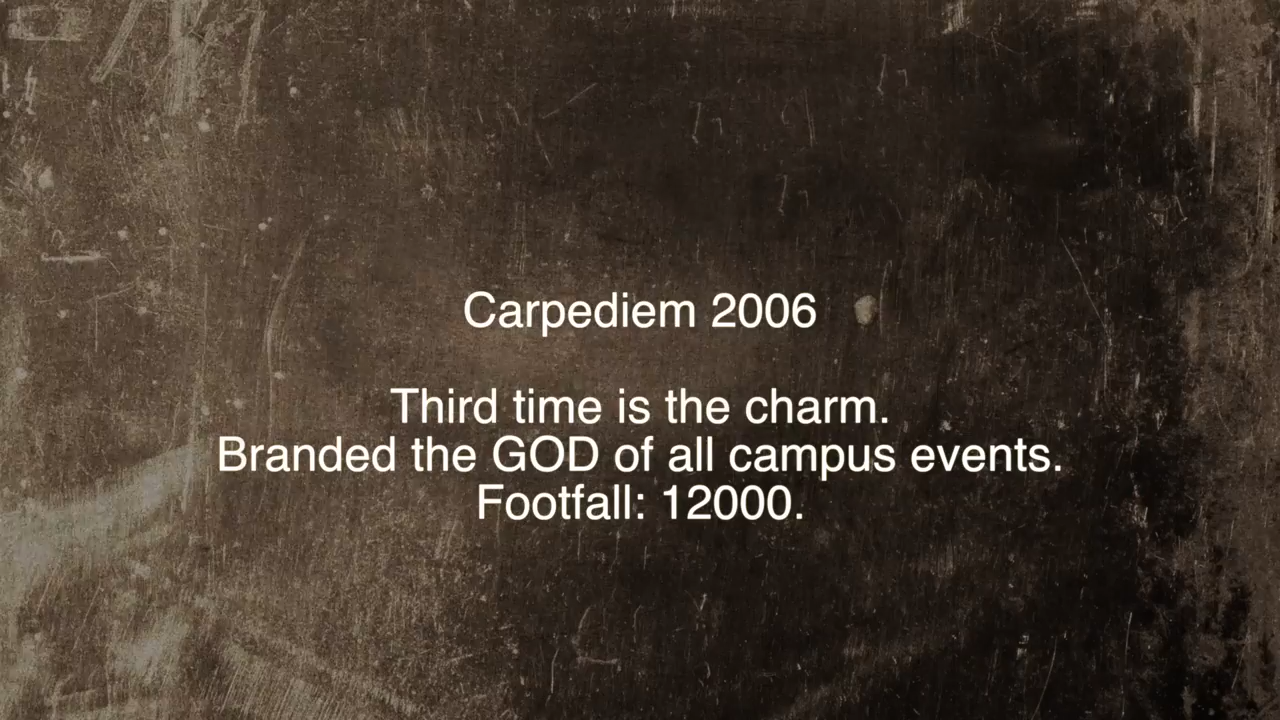 Carpediem 2006
Third time is the charm.
Branded the GOD of all campus events.
Footfall: 12000.